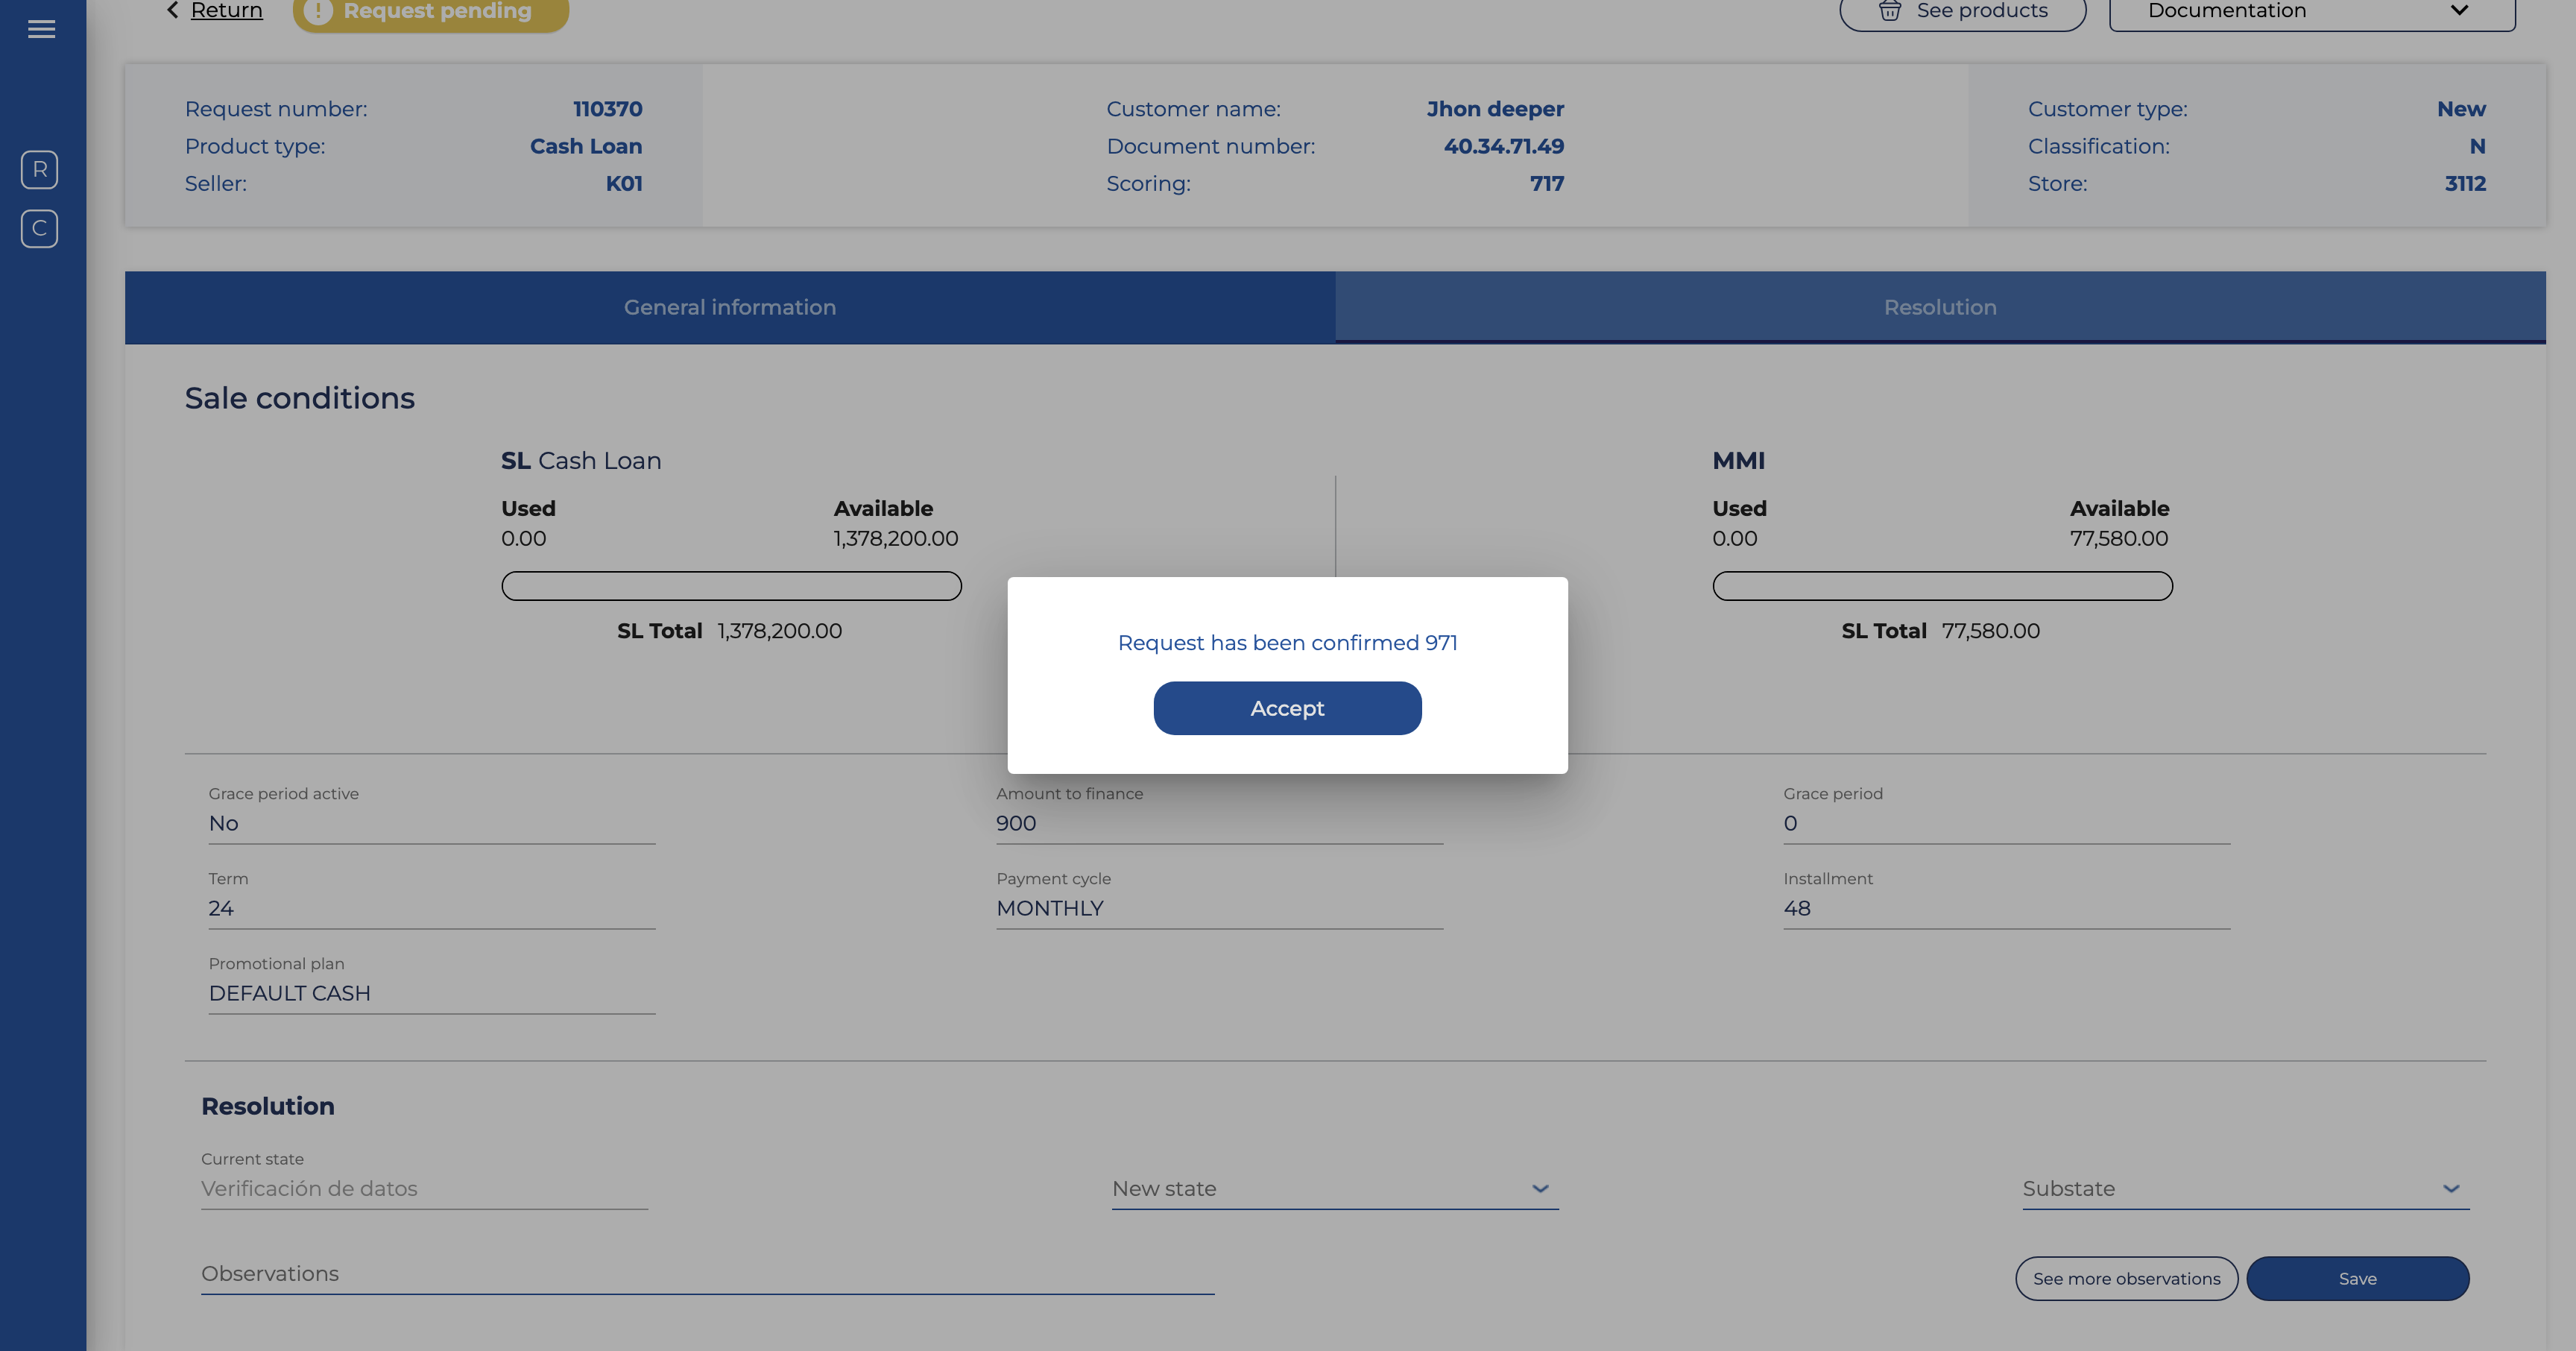 Return
Request pending
See products
Documentation
R
C
Request number: 110370
Product type: Cash Loan
Seller: K01
Customer name: Jhon deeper
Document number: 40.34.71.49
Scoring: 717
Customer type: New
Classification: N
Store: 3112
General information
Resolution
Sale conditions
SL Cash Loan
Used Available
0.00 1,378,200.00
SL Total 1,378,200.00
MMI
Used Available
0.00 77,580.00
SL Total 77,580.00
Request has been confirmed 971
Accept
Grace period active
No
Amount to finance
900
Grace period
0
Term
24
Payment cycle
MONTHLY
Installment
48
Promotional plan
DEFAULT CASH
Resolution
Current state
Verificación de datos
New state
Substate
Observations
See more observations
Save